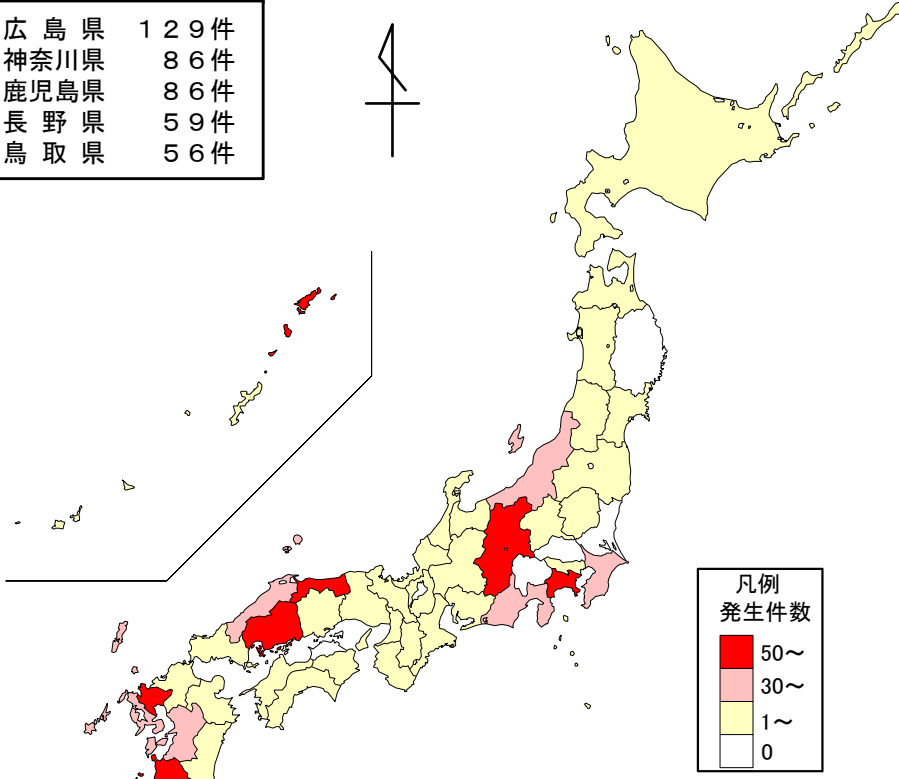 広島県 １２９件
神奈川県 ８６件
鹿児島県 ８６件
長野県 ５９件
鳥取県 ５６件
凡例
発生件数
50～
30～
1～
0